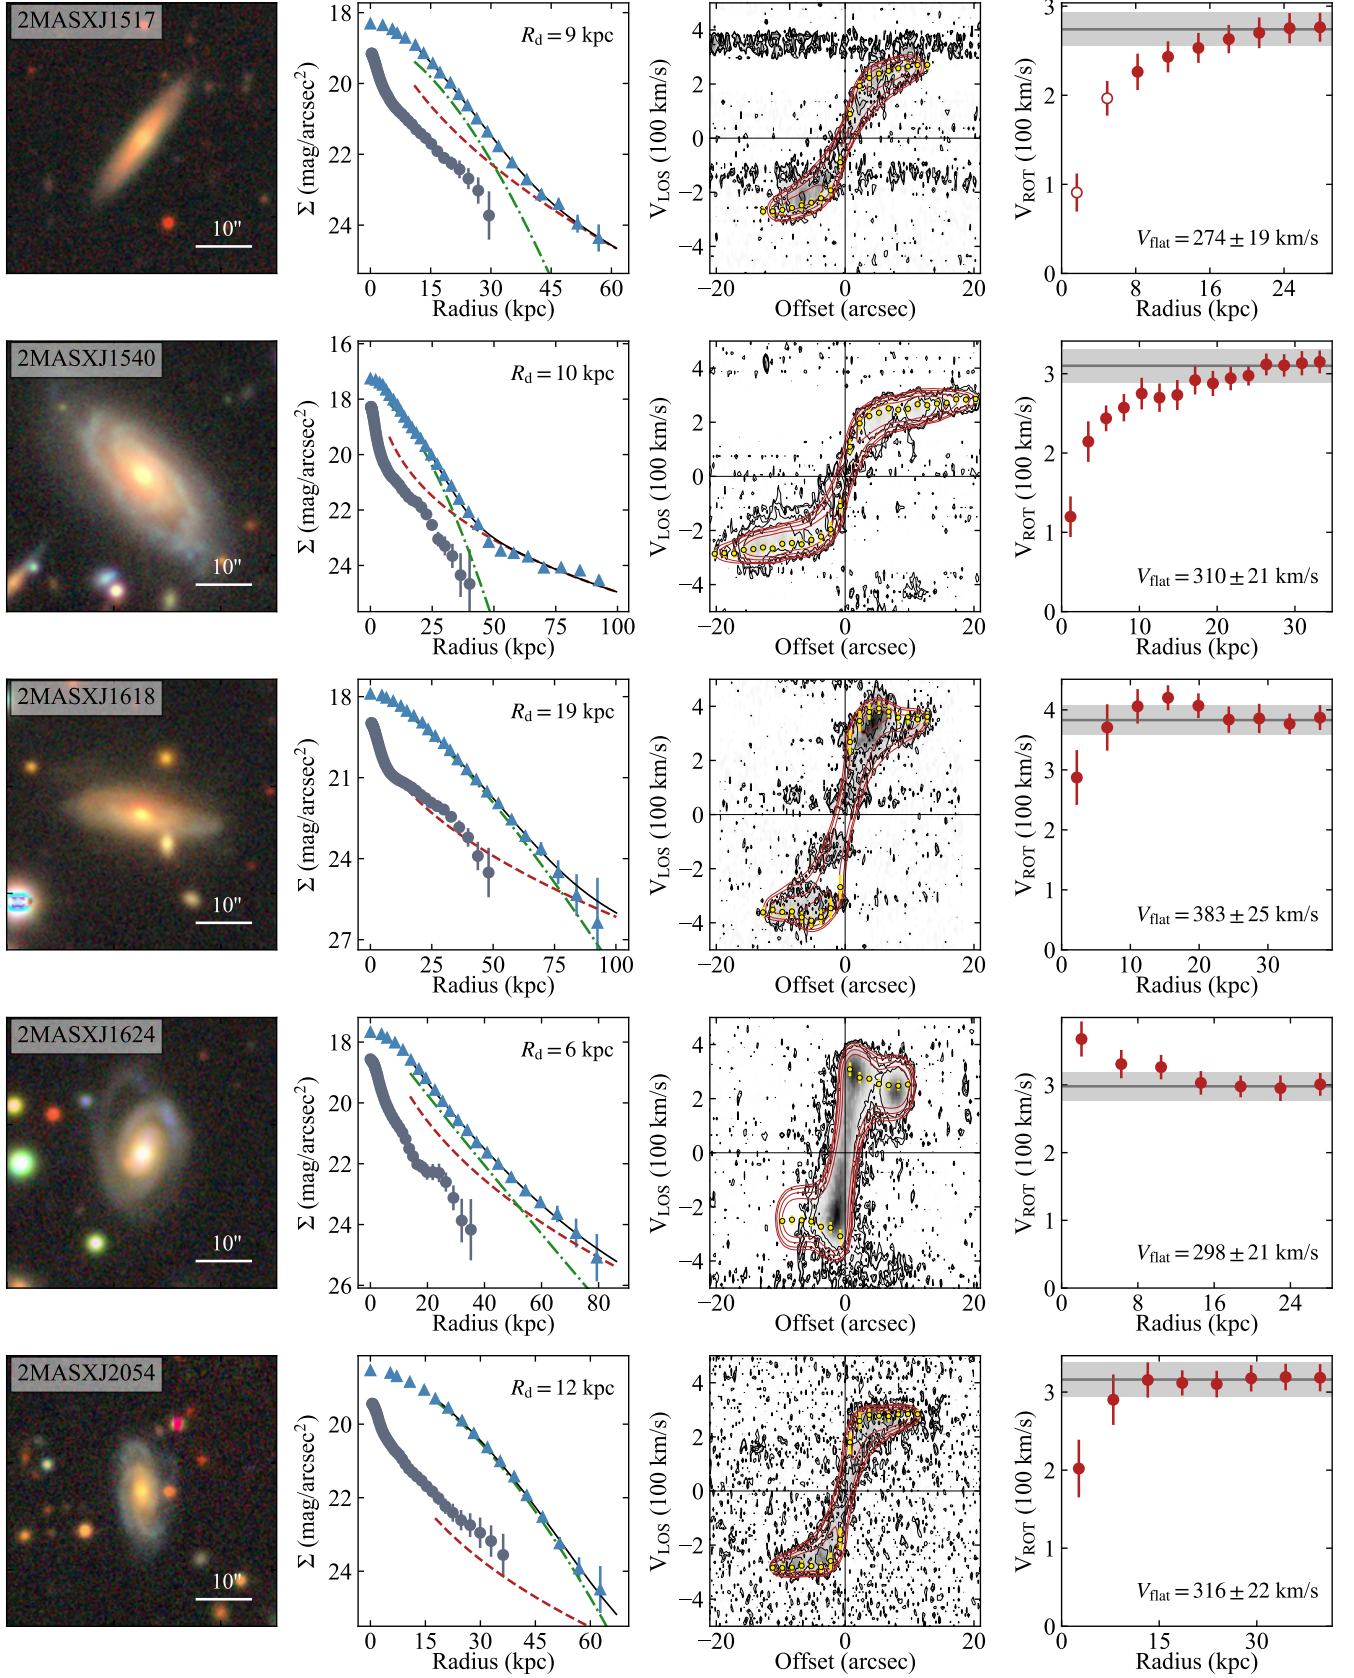 2MASXJ1517
10"
18
20
22
24
Σ (mag/arcsec²)
R_d = 9 kpc
0 15 30 45 60
Radius (kpc)
4
2
0
−2
−4
V_LOS (100 km/s)
−20 0 20
Offset (arcsec)
3
2
1
0
V_ROT (100 km/s)
V_flat = 274 ± 19 km/s
0 8 16 24
Radius (kpc)
2MASXJ1540
10"
16
18
20
22
24
Σ (mag/arcsec²)
R_d = 10 kpc
0 25 50 75 100
Radius (kpc)
4
2
0
−2
−4
V_LOS (100 km/s)
−20 0 20
Offset (arcsec)
3
2
1
0
V_ROT (100 km/s)
V_flat = 310 ± 21 km/s
0 10 20 30
Radius (kpc)
2MASXJ1618
10"
18
21
24
27
Σ (mag/arcsec²)
R_d = 19 kpc
0 25 50 75 100
Radius (kpc)
4
2
0
−2
−4
V_LOS (100 km/s)
−20 0 20
Offset (arcsec)
4
3
2
1
0
V_ROT (100 km/s)
V_flat = 383 ± 25 km/s
0 10 20 30
Radius (kpc)
2MASXJ1624
10"
18
20
22
24
26
Σ (mag/arcsec²)
R_d = 6 kpc
0 20 40 60 80
Radius (kpc)
4
2
0
−2
−4
V_LOS (100 km/s)
−20 0 20
Offset (arcsec)
4
3
2
1
0
V_ROT (100 km/s)
V_flat = 298 ± 21 km/s
0 8 16 24
Radius (kpc)
2MASXJ2054
10"
20
22
24
Σ (mag/arcsec²)
R_d = 12 kpc
0 15 30 45 60
Radius (kpc)
4
2
0
−2
−4
V_LOS (100 km/s)
−20 0 20
Offset (arcsec)
3
2
1
0
V_ROT (100 km/s)
V_flat = 316 ± 22 km/s
0 15 30
Radius (kpc)